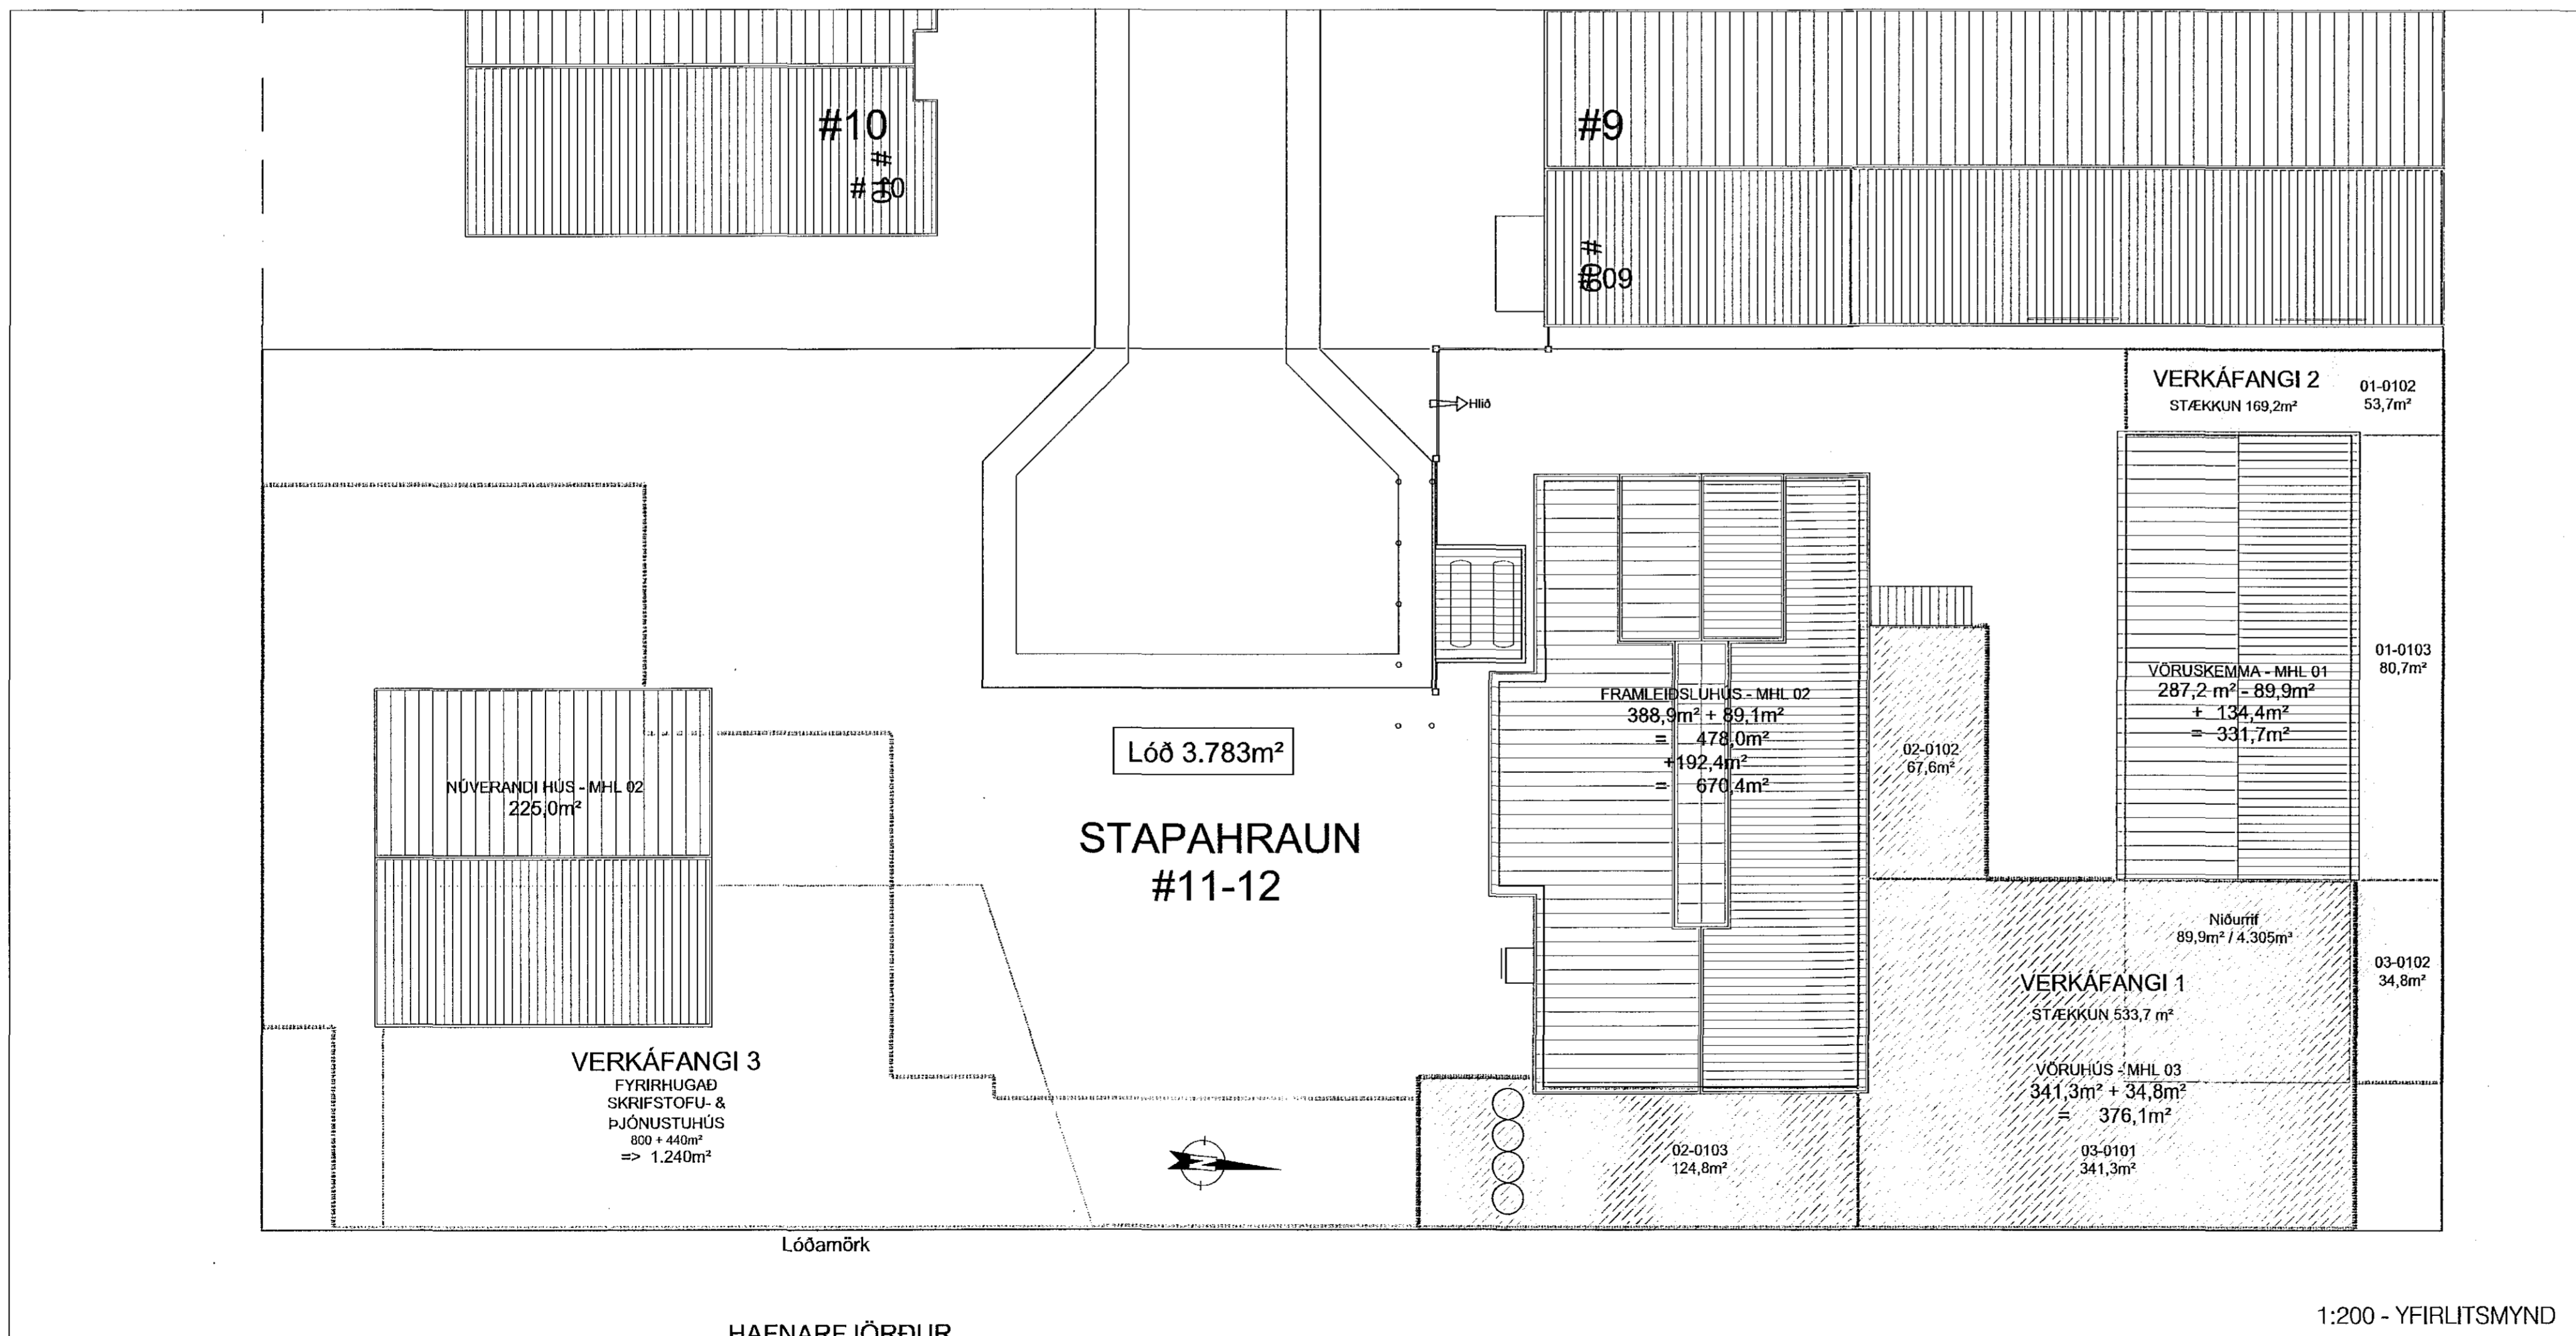 #10
#
# 10
#9
#
#09
VERKÁFANGI 2
STÆKKUN 169,2m²
01-0102
53,7m²
Hlið
01-0103
80,7m²
VÖRUSKEMMA - MHL 01
287,2 m² - 89,9m²
+ 134,4m²
= 331,7m²
FRAMLEIÐSLUHÚS - MHL 02
388,9m² + 89,1m²
= 478,0m²
+192,4m²
= 670,4m²
02-0102
67,6m²
Lóð 3.783m²
NÚVERANDI HÚS - MHL 02
225,0m²
STAPAHRAUN
#11-12
Niðurrif
89,9m² / 4.305m³
03-0102
34,8m²
VERKÁFANGI 1
STÆKKUN 533,7 m²
VÖRUHÚS - MHL 03
341,3m² + 34,8m²
= 376,1m²
03-0101
341,3m²
VERKÁFANGI 3
FYRIRHUGAÐ
SKRIFSTOFU- &
ÞJÓNUSTUHÚS
800 + 440m²
=> 1.240m²
02-0103
124,8m²
Lóðamörk
1:200 - YFIRLITSMYND
HAFNARFJÖRÐUR